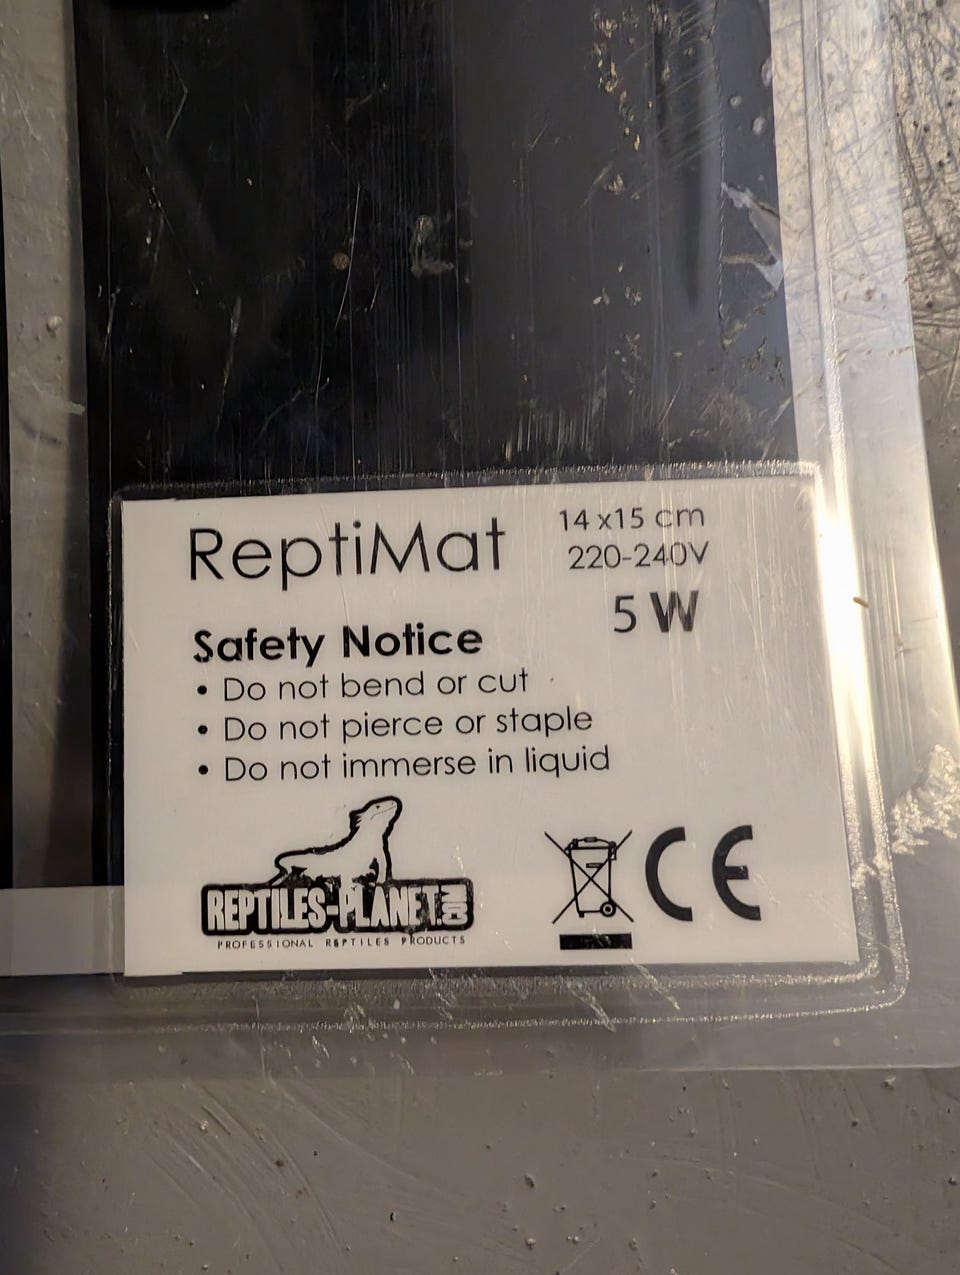 ReptiMat
14x15 cm
220-240V
5 W
Safety Notice
• Do not bend or cut
• Do not pierce or staple
• Do not immerse in liquid
REPTILES-PLANET.COM
PROFESSIONAL REPTILES PRODUCTS
CE